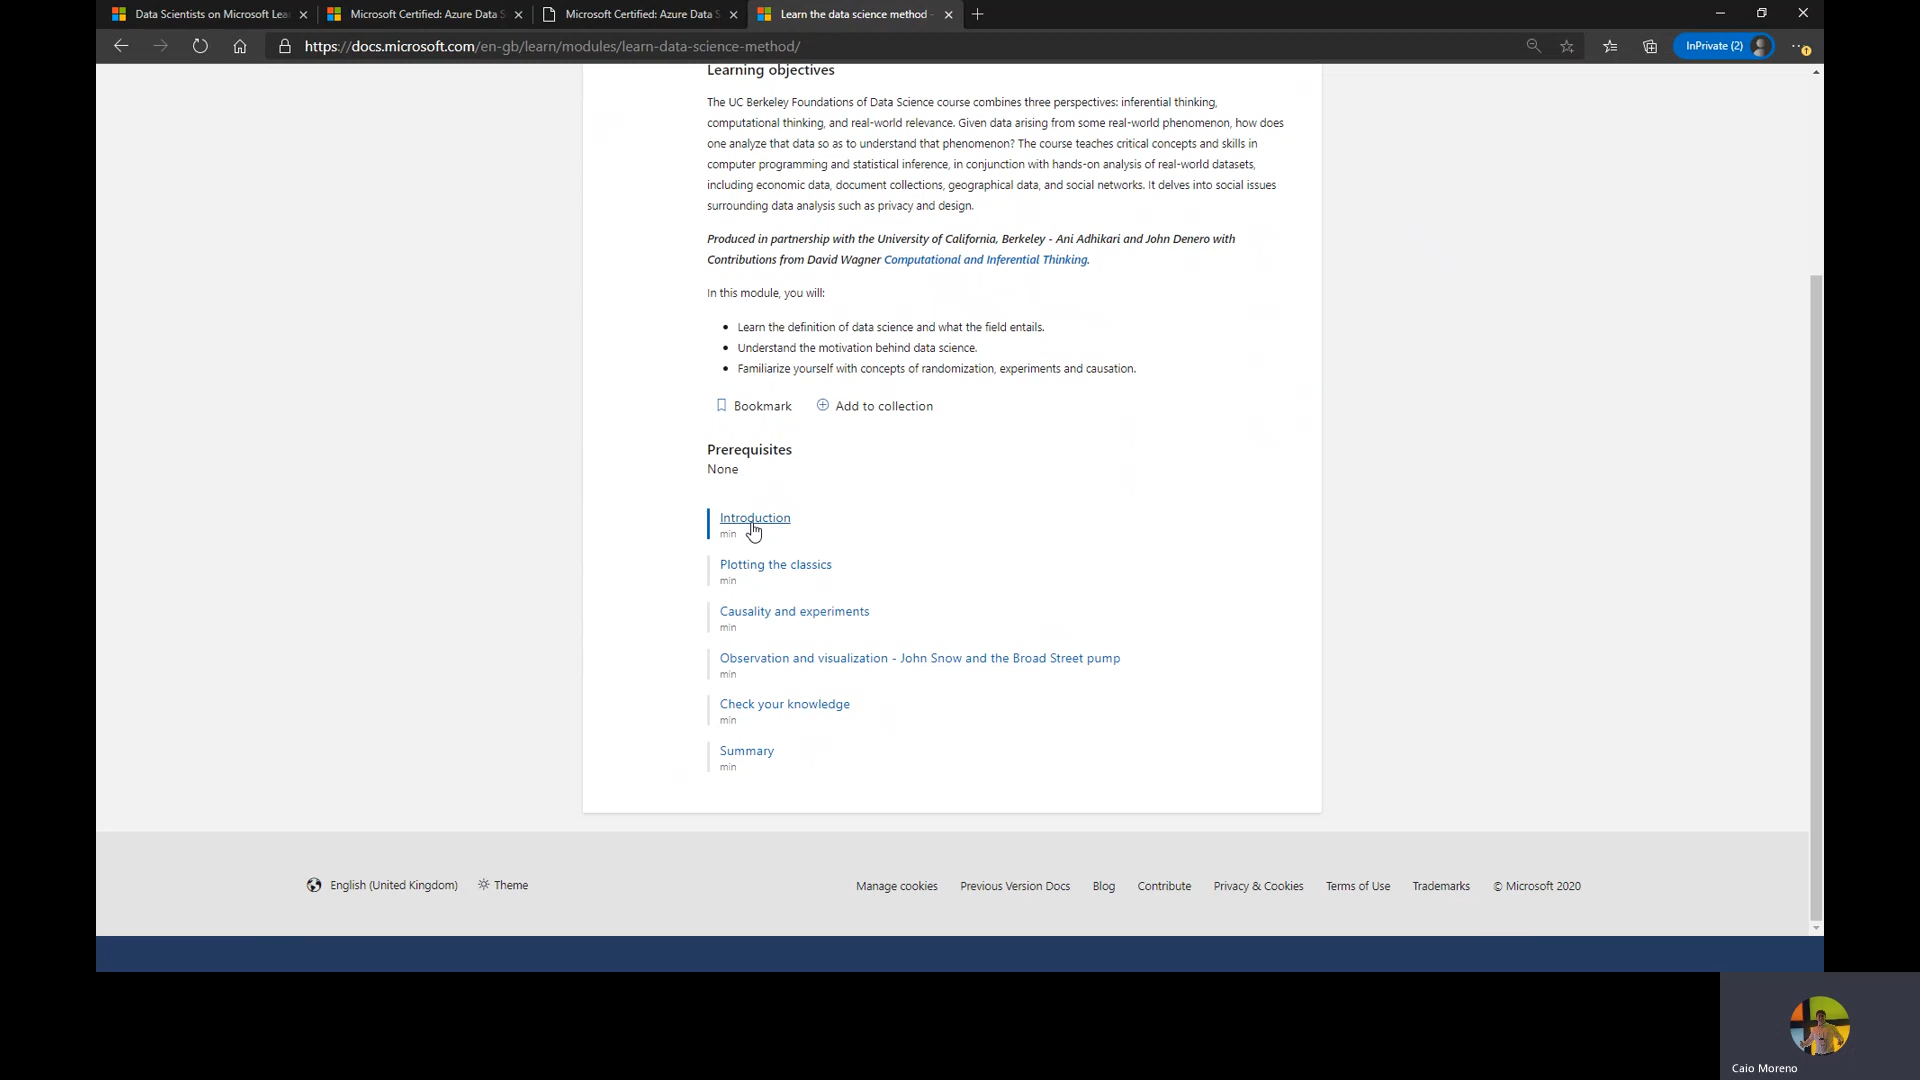 Data Scientists on Microsoft Lea
Microsoft Certified: Azure Data S
Microsoft Certified: Azure Data S
Learn the data science method -
https://docs.microsoft.com/en-gb/learn/modules/learn-data-science-method/
InPrivate (2)
Learning objectives
The UC Berkeley Foundations of Data Science course combines three perspectives: inferential thinking,
computational thinking, and real-world relevance. Given data arising from some real-world phenomenon, how does
one analyze that data so as to understand that phenomenon? The course teaches critical concepts and skills in
computer programming and statistical inference, in conjunction with hands-on analysis of real-world datasets,
including economic data, document collections, geographical data, and social networks. It delves into social issues
surrounding data analysis such as privacy and design.
Produced in partnership with the University of California, Berkeley - Ani Adhikari and John Denero with
Contributions from David Wagner Computational and Inferential Thinking.
In this module, you will:
• Learn the definition of data science and what the field entails.
• Understand the motivation behind data science.
• Familiarize yourself with concepts of randomization, experiments and causation.
Bookmark Add to collection
Prerequisites
None
Introduction
min
Plotting the classics
min
Causality and experiments
min
Observation and visualization - John Snow and the Broad Street pump
min
Check your knowledge
min
Summary
min
English (United Kingdom) Theme
Manage cookies Previous Version Docs Blog Contribute Privacy & Cookies Terms of Use Trademarks © Microsoft 2020
Caio Moreno